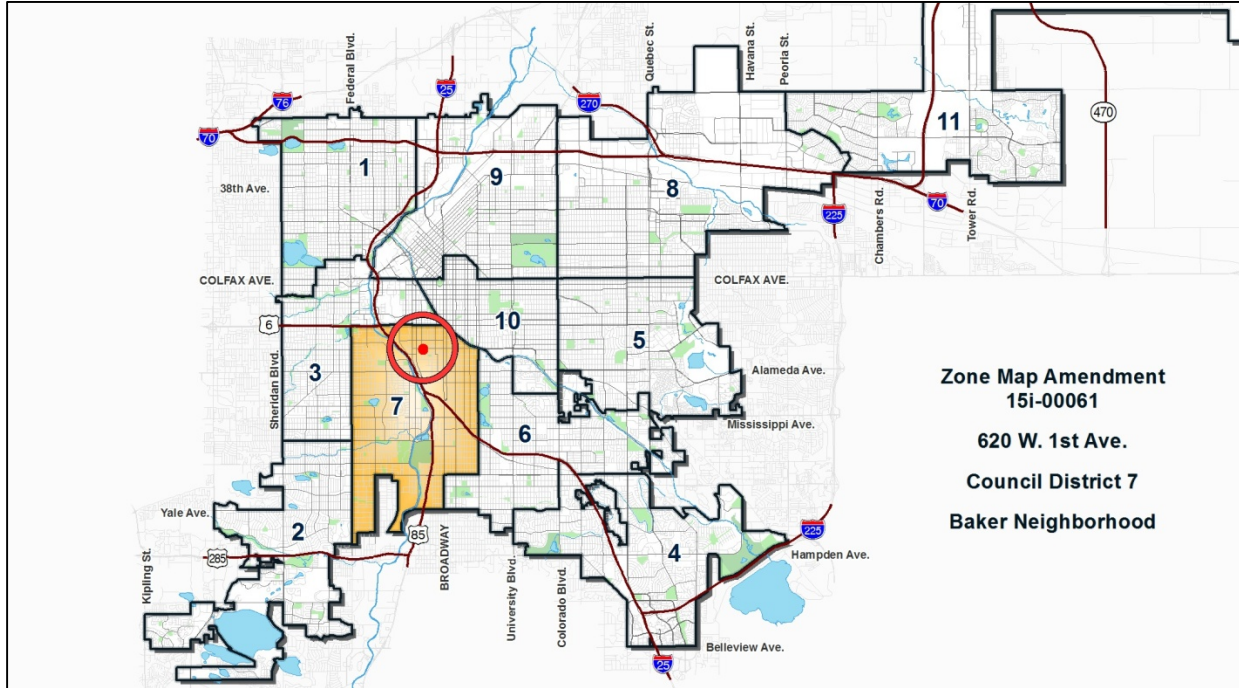 Federal Blvd.
25
Quebec St.
Havana St.
Peoria St.
76
270
70
470
11
1
9
8
38th Ave.
Chambers Rd.
Tower Rd.
70
225
COLFAX AVE.
COLFAX AVE.
6
10
5
Sheridan Blvd.
3
7
Alameda Ave.
Mississippi Ave.
6
Zone Map Amendment
15i-00061
620 W. 1st Ave.
Council District 7
Baker Neighborhood
Yale Ave.
2
85
BROADWAY
225
285
4
Hampden Ave.
Kipling St.
University Blvd.
Colorado Blvd.
Belleview Ave.
25